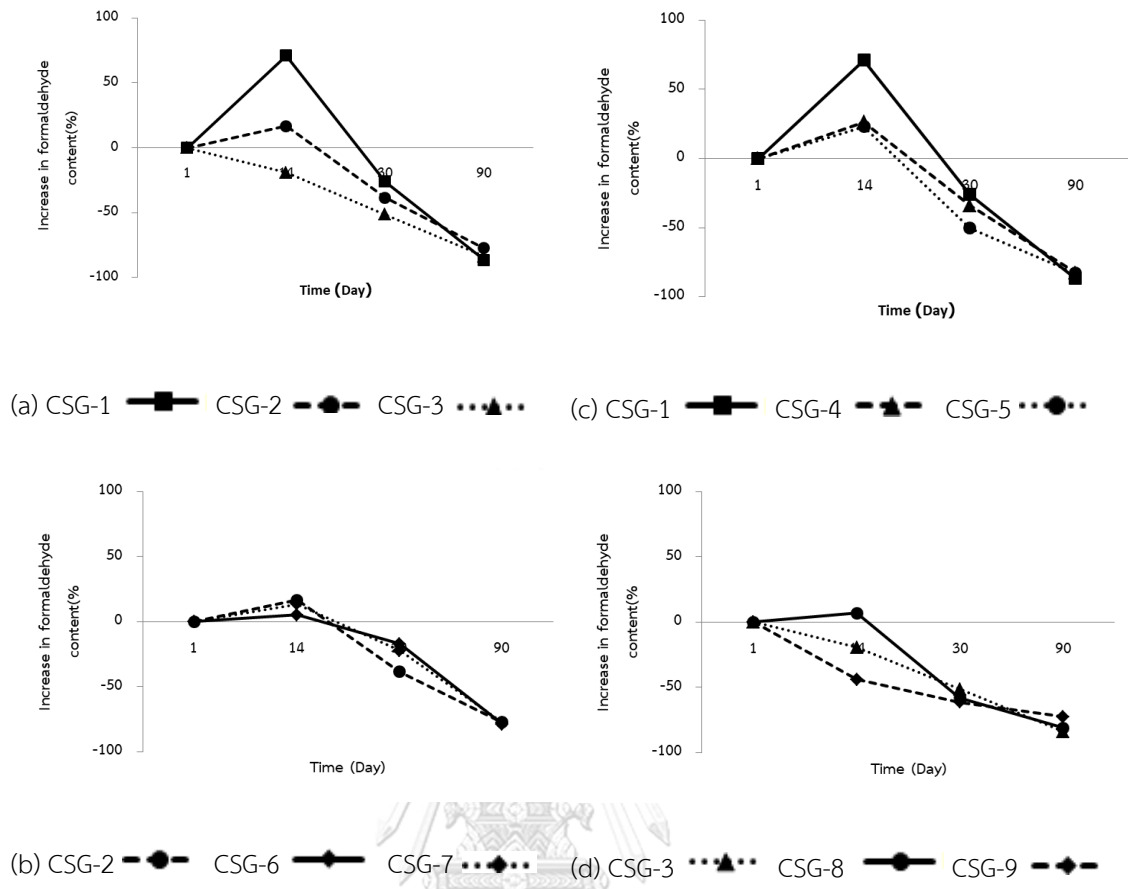 100
50
0
-50
-100
Increase in formaldehyde
content(%)
1 14 30 90
Time (Day)
(a) CSG-1 CSG-2 CSG-3
100
50
0
-50
-100
Increase in formaldehyde
content(%
1 14 30 90
Time (Day)
(c) CSG-1 CSG-4 CSG-5
100
50
0
-50
-100
Increase in formaldehyde
content(%
1 14 90
Time (Day)
(b) CSG-2 CSG-6 CSG-7
100
50
0
-50
-100
Increase in formaldehyde
content(%
1 30 90
Time (Day)
(d) CSG-3 CSG-8 CSG-9